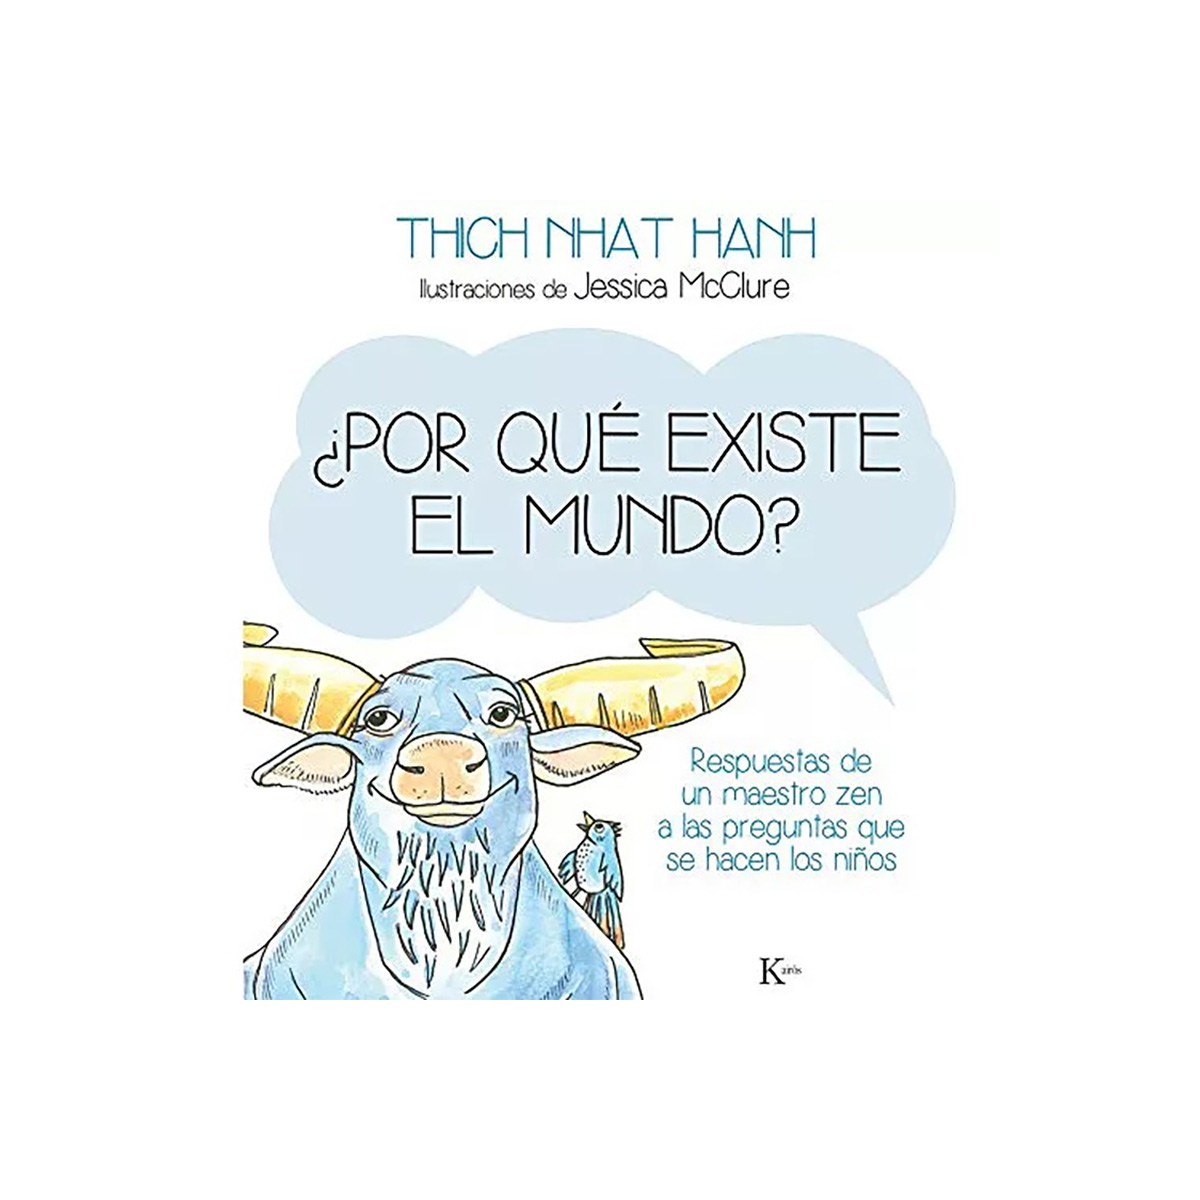 THICH NHAT HANH
Ilustraciones de Jessica McClure
¿POR QUÉ EXISTE
EL MUNDO?
Respuestas de
un maestro zen
a las preguntas que
se hacen los niños
Kairós